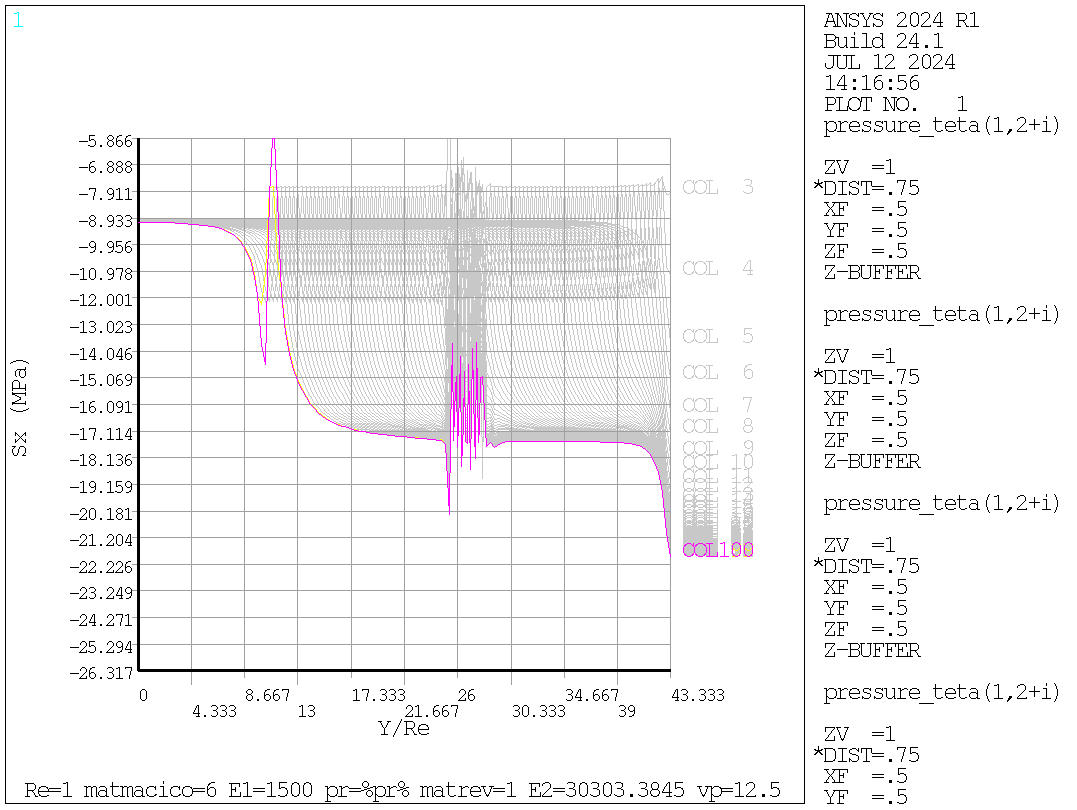 1
ANSYS 2024 R1
Build 24.1
JUL 12 2024
14:16:56
PLOT NO. 1
pressure_teta(1,2+i)
ZV =1
*DIST=.75
XF =.5
YF =.5
ZF =.5
Z-BUFFER
pressure_teta(1,2+i)
ZV =1
*DIST=.75
XF =.5
YF =.5
ZF =.5
Z-BUFFER
pressure_teta(1,2+i)
ZV =1
*DIST=.75
XF =.5
YF =.5
ZF =.5
Z-BUFFER
pressure_teta(1,2+i)
ZV =1
*DIST=.75
XF =.5
YF =.5
-5.866
-6.888
-7.911
-8.933
-9.956
-10.978
-12.001
-13.023
-14.046
-15.069
-16.091
-17.114
-18.136
-19.159
-20.181
-21.204
-22.226
-23.249
-24.271
-25.294
-26.317
Sx (MPa)
COL 3
COL 4
COL 5
COL 6
COL 7
COL 8
COL 9
COL 10
COL100
0
4.333
8.667
13
17.333
21.667
26
30.333
34.667
39
43.333
Y/Re
Re=1 matmacico=6 E1=1500 pr=%pr% matrev=1 E2=30303.3845 vp=12.5